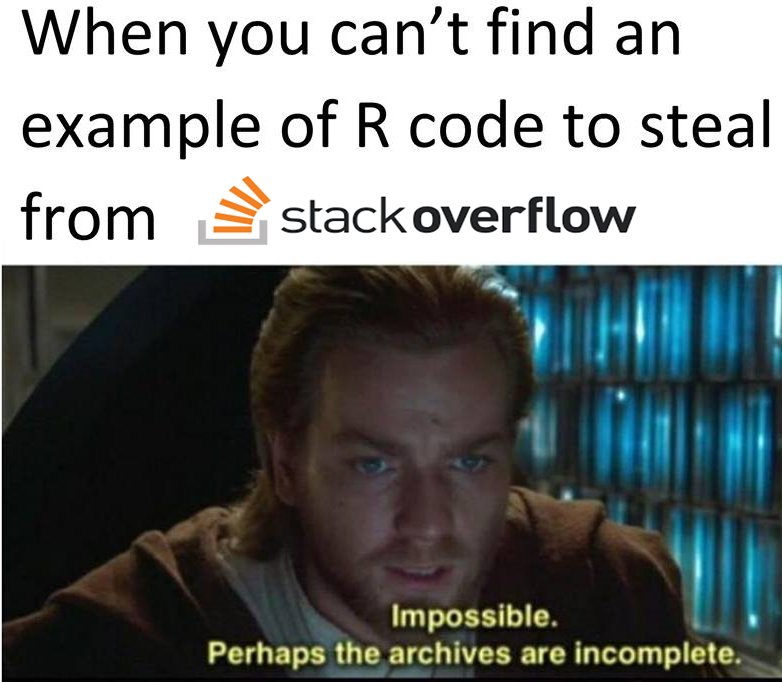 When you can’t find an
example of R code to steal
from stackoverflow
Impossible.
Perhaps the archives are incomplete.